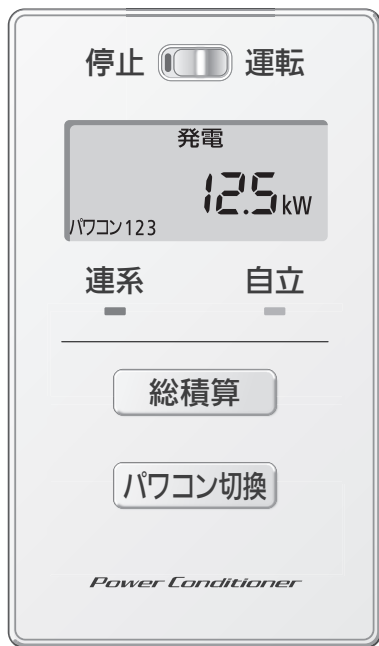 停止 運転
発電
12.5kW
パワコン123
連系 自立
総積算
パワコン切換
Power Conditioner